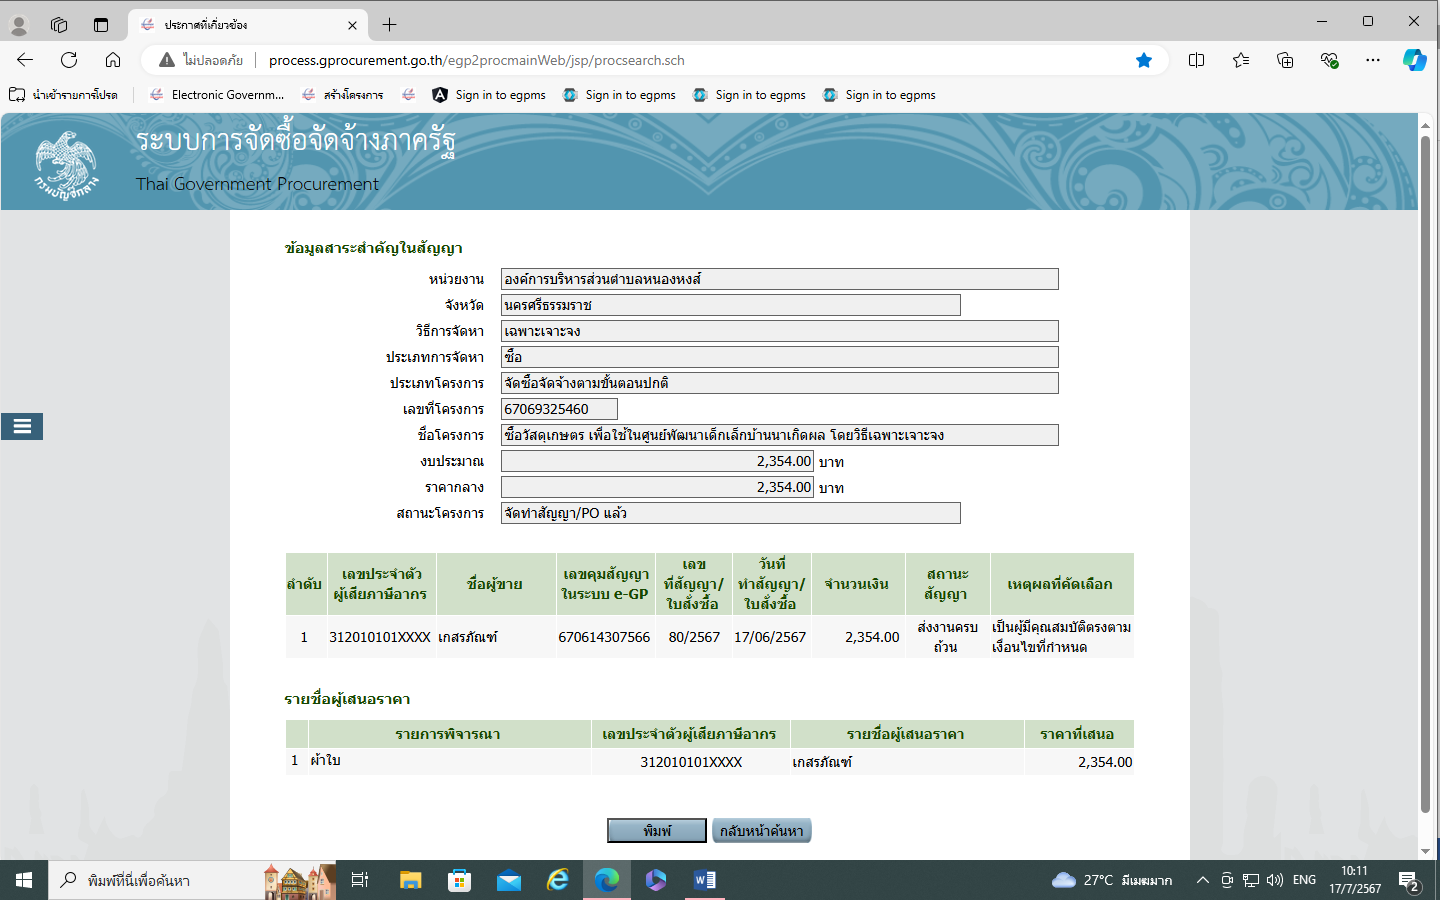 ประกาศที่เกี่ยวข้อง
ไม่ปลอดภัย process.gprocurement.go.th/egp2procmainWeb/jsp/procsearch.sch
นำเข้ารายการโปรด Electronic Governm... สร้างโครงการ Sign in to egpms Sign in to egpms Sign in to egpms Sign in to egpms
ระบบการจัดซื้อจัดจ้างภาครัฐ
Thai Government Procurement
กรมบัญชีกลาง
ข้อมูลสาระสำคัญในสัญญา
หน่วยงาน องค์การบริหารส่วนตำบลหนองหงส์
จังหวัด นครศรีธรรมราช
วิธีการจัดหา เฉพาะเจาะจง
ประเภทการจัดหา ซื้อ
ประเภทโครงการ จัดซื้อจัดจ้างตามขั้นตอนปกติ
เลขที่โครงการ 67069325460
ชื่อโครงการ ซื้อวัสดุเกษตร เพื่อใช้ในศูนย์พัฒนาเด็กเล็กบ้านนาเกิดผล โดยวิธีเฉพาะเจาะจง
งบประมาณ 2,354.00 บาท
ราคากลาง 2,354.00 บาท
สถานะโครงการ จัดทำสัญญา/PO แล้ว
ลำดับ เลขประจำตัวผู้เสียภาษีอากร ชื่อผู้ขาย เลขคุมสัญญาในระบบ e-GP เลขที่สัญญา/ใบสั่งซื้อ วันที่ทำสัญญา/ใบสั่งซื้อ จำนวนเงิน สถานะสัญญา เหตุผลที่คัดเลือก
1 312010101XXXX เกสรภัณฑ์ 670614307566 80/2567 17/06/2567 2,354.00 ส่งงานครบถ้วน เป็นผู้มีคุณสมบัติตรงตามเงื่อนไขที่กำหนด
รายชื่อผู้เสนอราคา
รายการพิจารณา เลขประจำตัวผู้เสียภาษีอากร รายชื่อผู้เสนอราคา ราคาที่เสนอ
1 ผ้าใบ 312010101XXXX เกสรภัณฑ์ 2,354.00
พิมพ์ กลับหน้าค้นหา
พิมพ์ที่นี่เพื่อค้นหา 27°C มีเมฆมาก ENG 10:11
17/7/2567 2